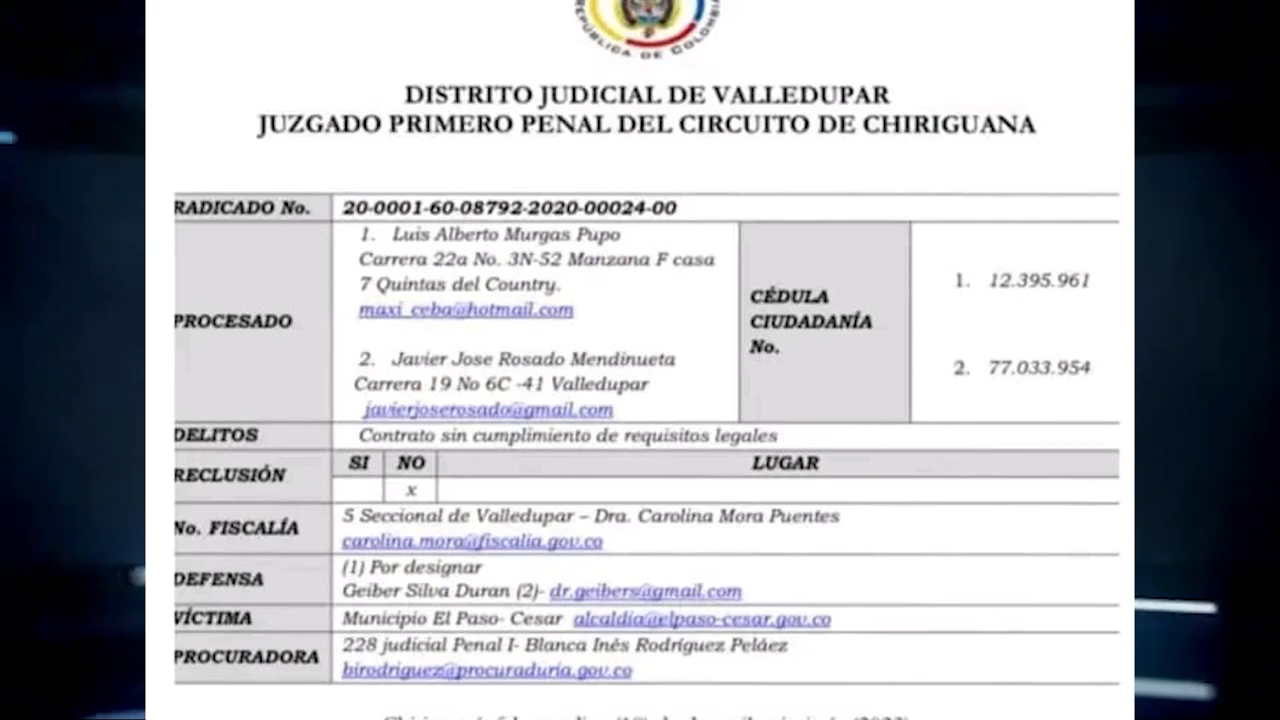 REPÚBLICA DE COLOMBIA
DISTRITO JUDICIAL DE VALLEDUPAR
JUZGADO PRIMERO PENAL DEL CIRCUITO DE CHIRIGUANA
RADICADO No. 20-0001-60-08792-2020-00024-00
PROCESADO
1. Luis Alberto Murgas Pupo
Carrera 22a No. 3N-52 Manzana F casa
7 Quintas del Country.
maxi_ceba@hotmail.com
2. Javier Jose Rosado Mendinueta
Carrera 19 No 6C -41 Valledupar
javierjoserosado@gmail.com
CÉDULA
CIUDADANÍA
No.
1. 12.395.961
2. 77.033.954
DELITOS Contrato sin cumplimiento de requisitos legales
RECLUSIÓN
SI NO LUGAR
x
No. FISCALÍA
5 Seccional de Valledupar – Dra. Carolina Mora Puentes
carolina.mora@fiscalia.gov.co
DEFENSA
(1) Por designar
Geiber Silva Duran (2)- dr.geibers@gmail.com
VÍCTIMA Municipio El Paso- Cesar alcaldia@elpaso-cesar.gov.co
PROCURADORA
228 judicial Penal I- Blanca Inés Rodríguez Peláez
birodriguez@procuraduria.gov.co